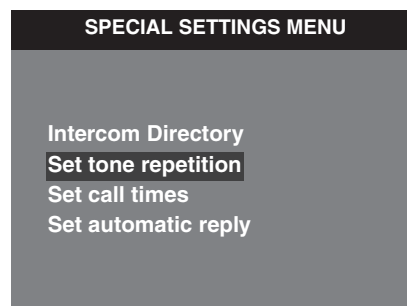 SPECIAL SETTINGS MENU
Intercom Directory
Set tone repetition
Set call times
Set automatic reply